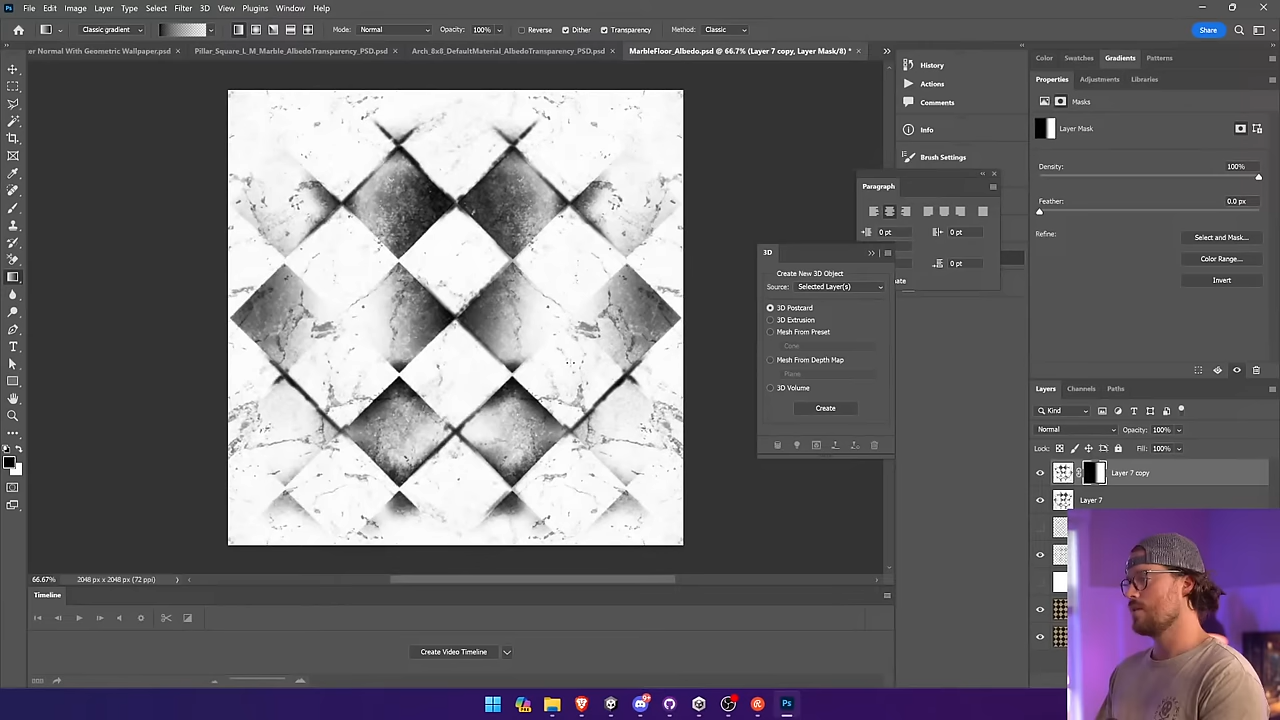 Ps File Edit Image Layer Type Select Filter 3D View Plugins Window Help
Classic gradient Mode: Normal Opacity: 100% Reverse Dither Transparency Method: Classic Share
er Normal With Geometric Wallpaper.psd × Pillar_Square_L_M_Marble_AlbedoTransparency_PSD.psd × Arch_8x8_DefaultMaterial_AlbedoTransparency_PSD.psd × MarbleFloor_Albedo.psd @ 66.7% (Layer 7 copy, Layer Mask/8) * ×
History
Actions
Comments
Info
Brush Settings
Paragraph
0 pt 0 pt
0 pt
ate
3D
Create New 3D Object
Source: Selected Layer(s)
3D Postcard
3D Extrusion
Mesh From Preset
Cone
Mesh From Depth Map
Plane
3D Volume
Create
Color Swatches Gradients Patterns
Properties Adjustments Libraries
Masks
Layer Mask
Density: 100%
Feather: 0.0 px
Refine: Select and Mask...
Color Range...
Invert
Layers Channels Paths
Kind
Normal Opacity: 100%
Lock: Fill: 100%
Layer 7 copy
Layer 7
66.67% 2048 px x 2048 px (72 ppi)
Timeline
Create Video Timeline
Ps